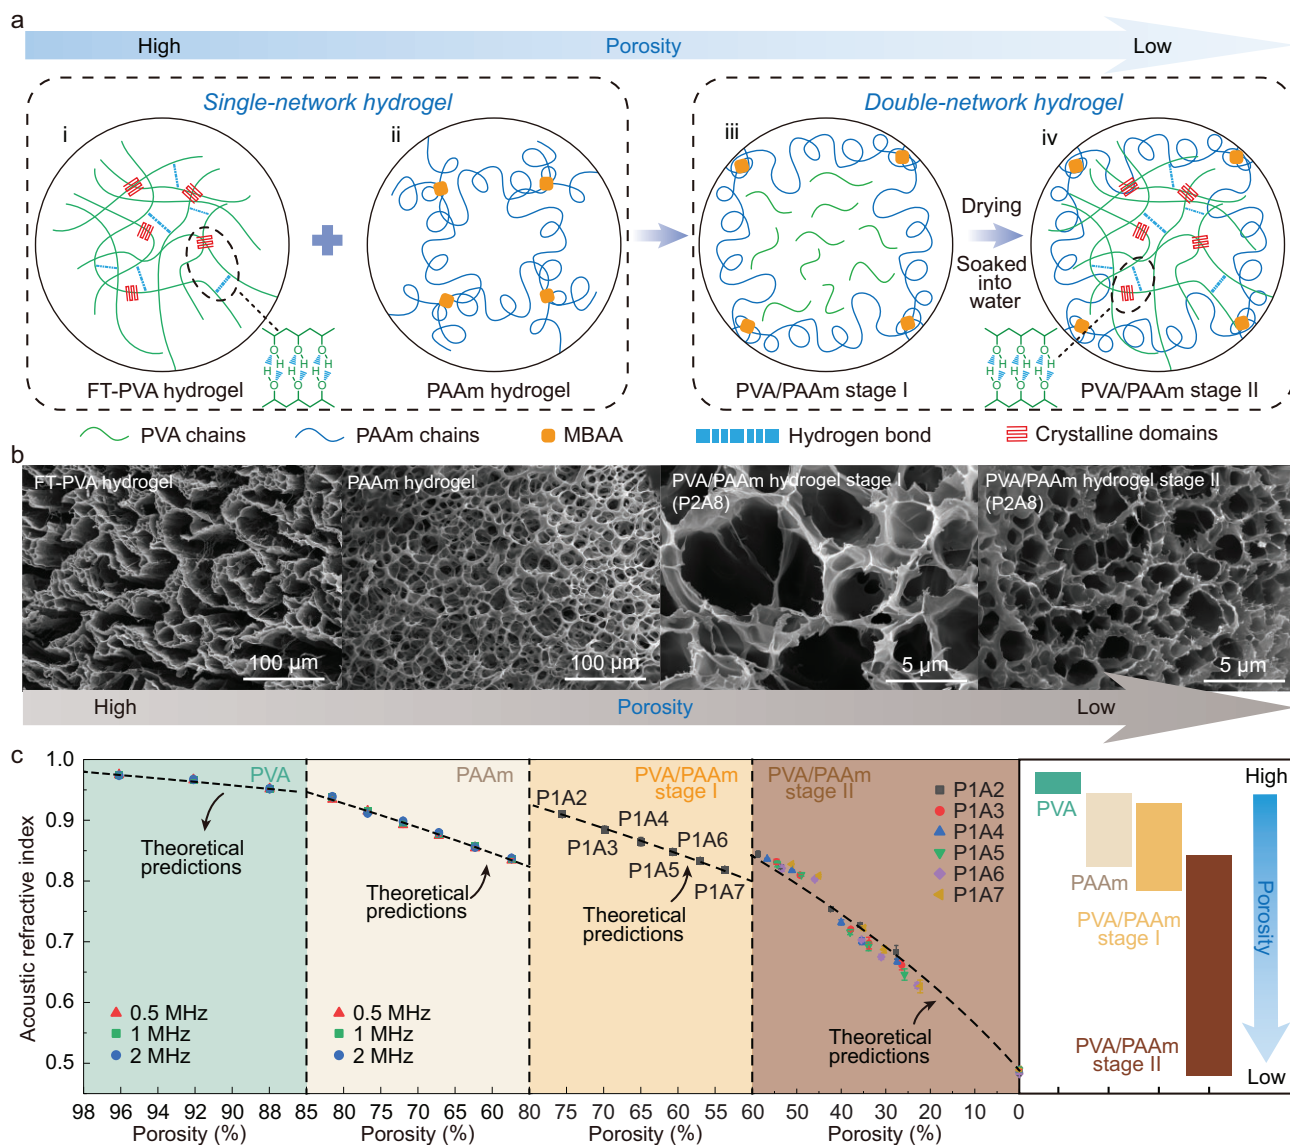 a
High
Porosity
Low
Single-network hydrogel
Double-network hydrogel
i
ii
iii
iv
Drying
Soaked
into
water
O O O
H H H
H H H
O O O
O O O
H H H
H H H
O O O
FT-PVA hydrogel
PAAm hydrogel
PVA/PAAm stage I
PVA/PAAm stage II
PVA chains
PAAm chains
MBAA
Hydrogen bond
Crystalline domains
b
FT-PVA hydrogel
100 μm
PAAm hydrogel
100 μm
PVA/PAAm hydrogel stage I
(P2A8)
5 μm
PVA/PAAm hydrogel stage II
(P2A8)
5 μm
High
Porosity
Low
c
Acoustic refractive index
1.0
0.9
0.8
0.7
0.6
0.5
PVA
Theoretical
predictions
0.5 MHz
1 MHz
2 MHz
98 96 94 92 90 88 85
Porosity (%)
PAAm
Theoretical
predictions
0.5 MHz
1 MHz
2 MHz
80 75 70 65 60
Porosity (%)
PVA/PAAm
stage I
P1A2
P1A3
P1A4
P1A5
P1A6
P1A7
Theoretical
predictions
80 75 70 65 60 55
Porosity (%)
PVA/PAAm
stage II
P1A2
P1A3
P1A4
P1A5
P1A6
P1A7
Theoretical
predictions
60 50 40 30 20 10 0
Porosity (%)
PVA
PAAm
PVA/PAAm
stage I
PVA/PAAm
stage II
High
Porosity
Low